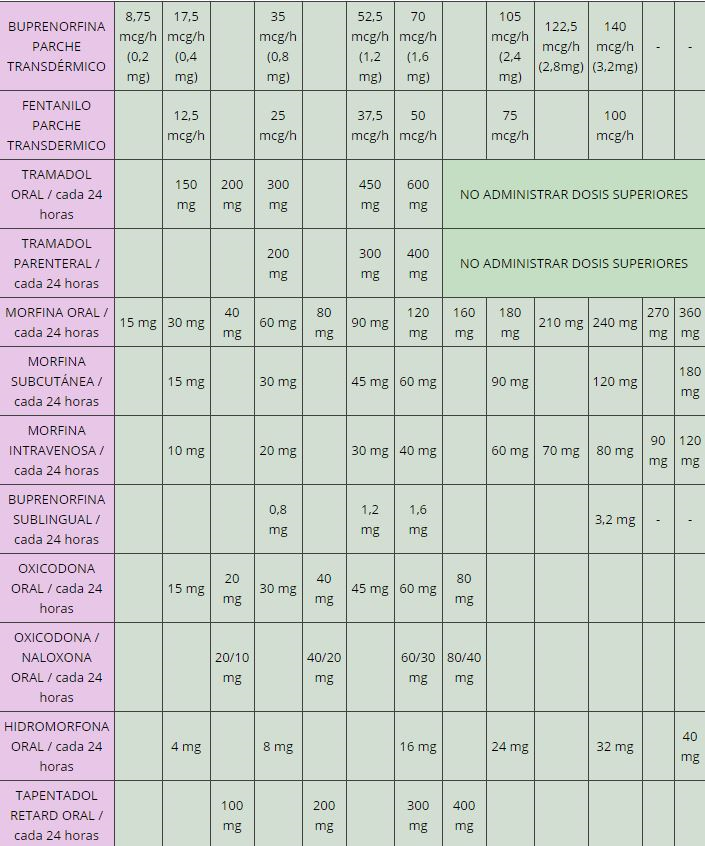 BUPRENORFINA PARCHE TRANSDÉRMICO 8,75 mcg/h (0,2 mg) 17,5 mcg/h (0,4 mg) 35 mcg/h (0,8 mg) 52,5 mcg/h (1,2 mg) 70 mcg/h (1,6 mg) 105 mcg/h (2,4 mg) 122,5 mcg/h (2,8mg) 140 mcg/h (3,2mg) - -
FENTANILO PARCHE TRANSDERMICO 12,5 mcg/h 25 mcg/h 37,5 mcg/h 50 mcg/h 75 mcg/h 100 mcg/h
TRAMADOL ORAL / cada 24 horas 150 mg 200 mg 300 mg 450 mg 600 mg NO ADMINISTRAR DOSIS SUPERIORES
TRAMADOL PARENTERAL / cada 24 horas 200 mg 300 mg 400 mg NO ADMINISTRAR DOSIS SUPERIORES
MORFINA ORAL / cada 24 horas 15 mg 30 mg 40 mg 60 mg 80 mg 90 mg 120 mg 160 mg 180 mg 210 mg 240 mg 270 mg 360 mg
MORFINA SUBCUTÁNEA / cada 24 horas 15 mg 30 mg 45 mg 60 mg 90 mg 120 mg 180 mg
MORFINA INTRAVENOSA / cada 24 horas 10 mg 20 mg 30 mg 40 mg 60 mg 70 mg 80 mg 90 mg 120 mg
BUPRENORFINA SUBLINGUAL / cada 24 horas 0,8 mg 1,2 mg 1,6 mg 3,2 mg - -
OXICODONA ORAL / cada 24 horas 15 mg 20 mg 30 mg 40 mg 45 mg 60 mg 80 mg
OXICODONA / NALOXONA ORAL / cada 24 horas 20/10 mg 40/20 mg 60/30 mg 80/40 mg
HIDROMORFONA ORAL / cada 24 horas 4 mg 8 mg 16 mg 24 mg 32 mg 40 mg
TAPENTADOL RETARD ORAL / cada 24 horas 100 mg 200 mg 300 mg 400 mg